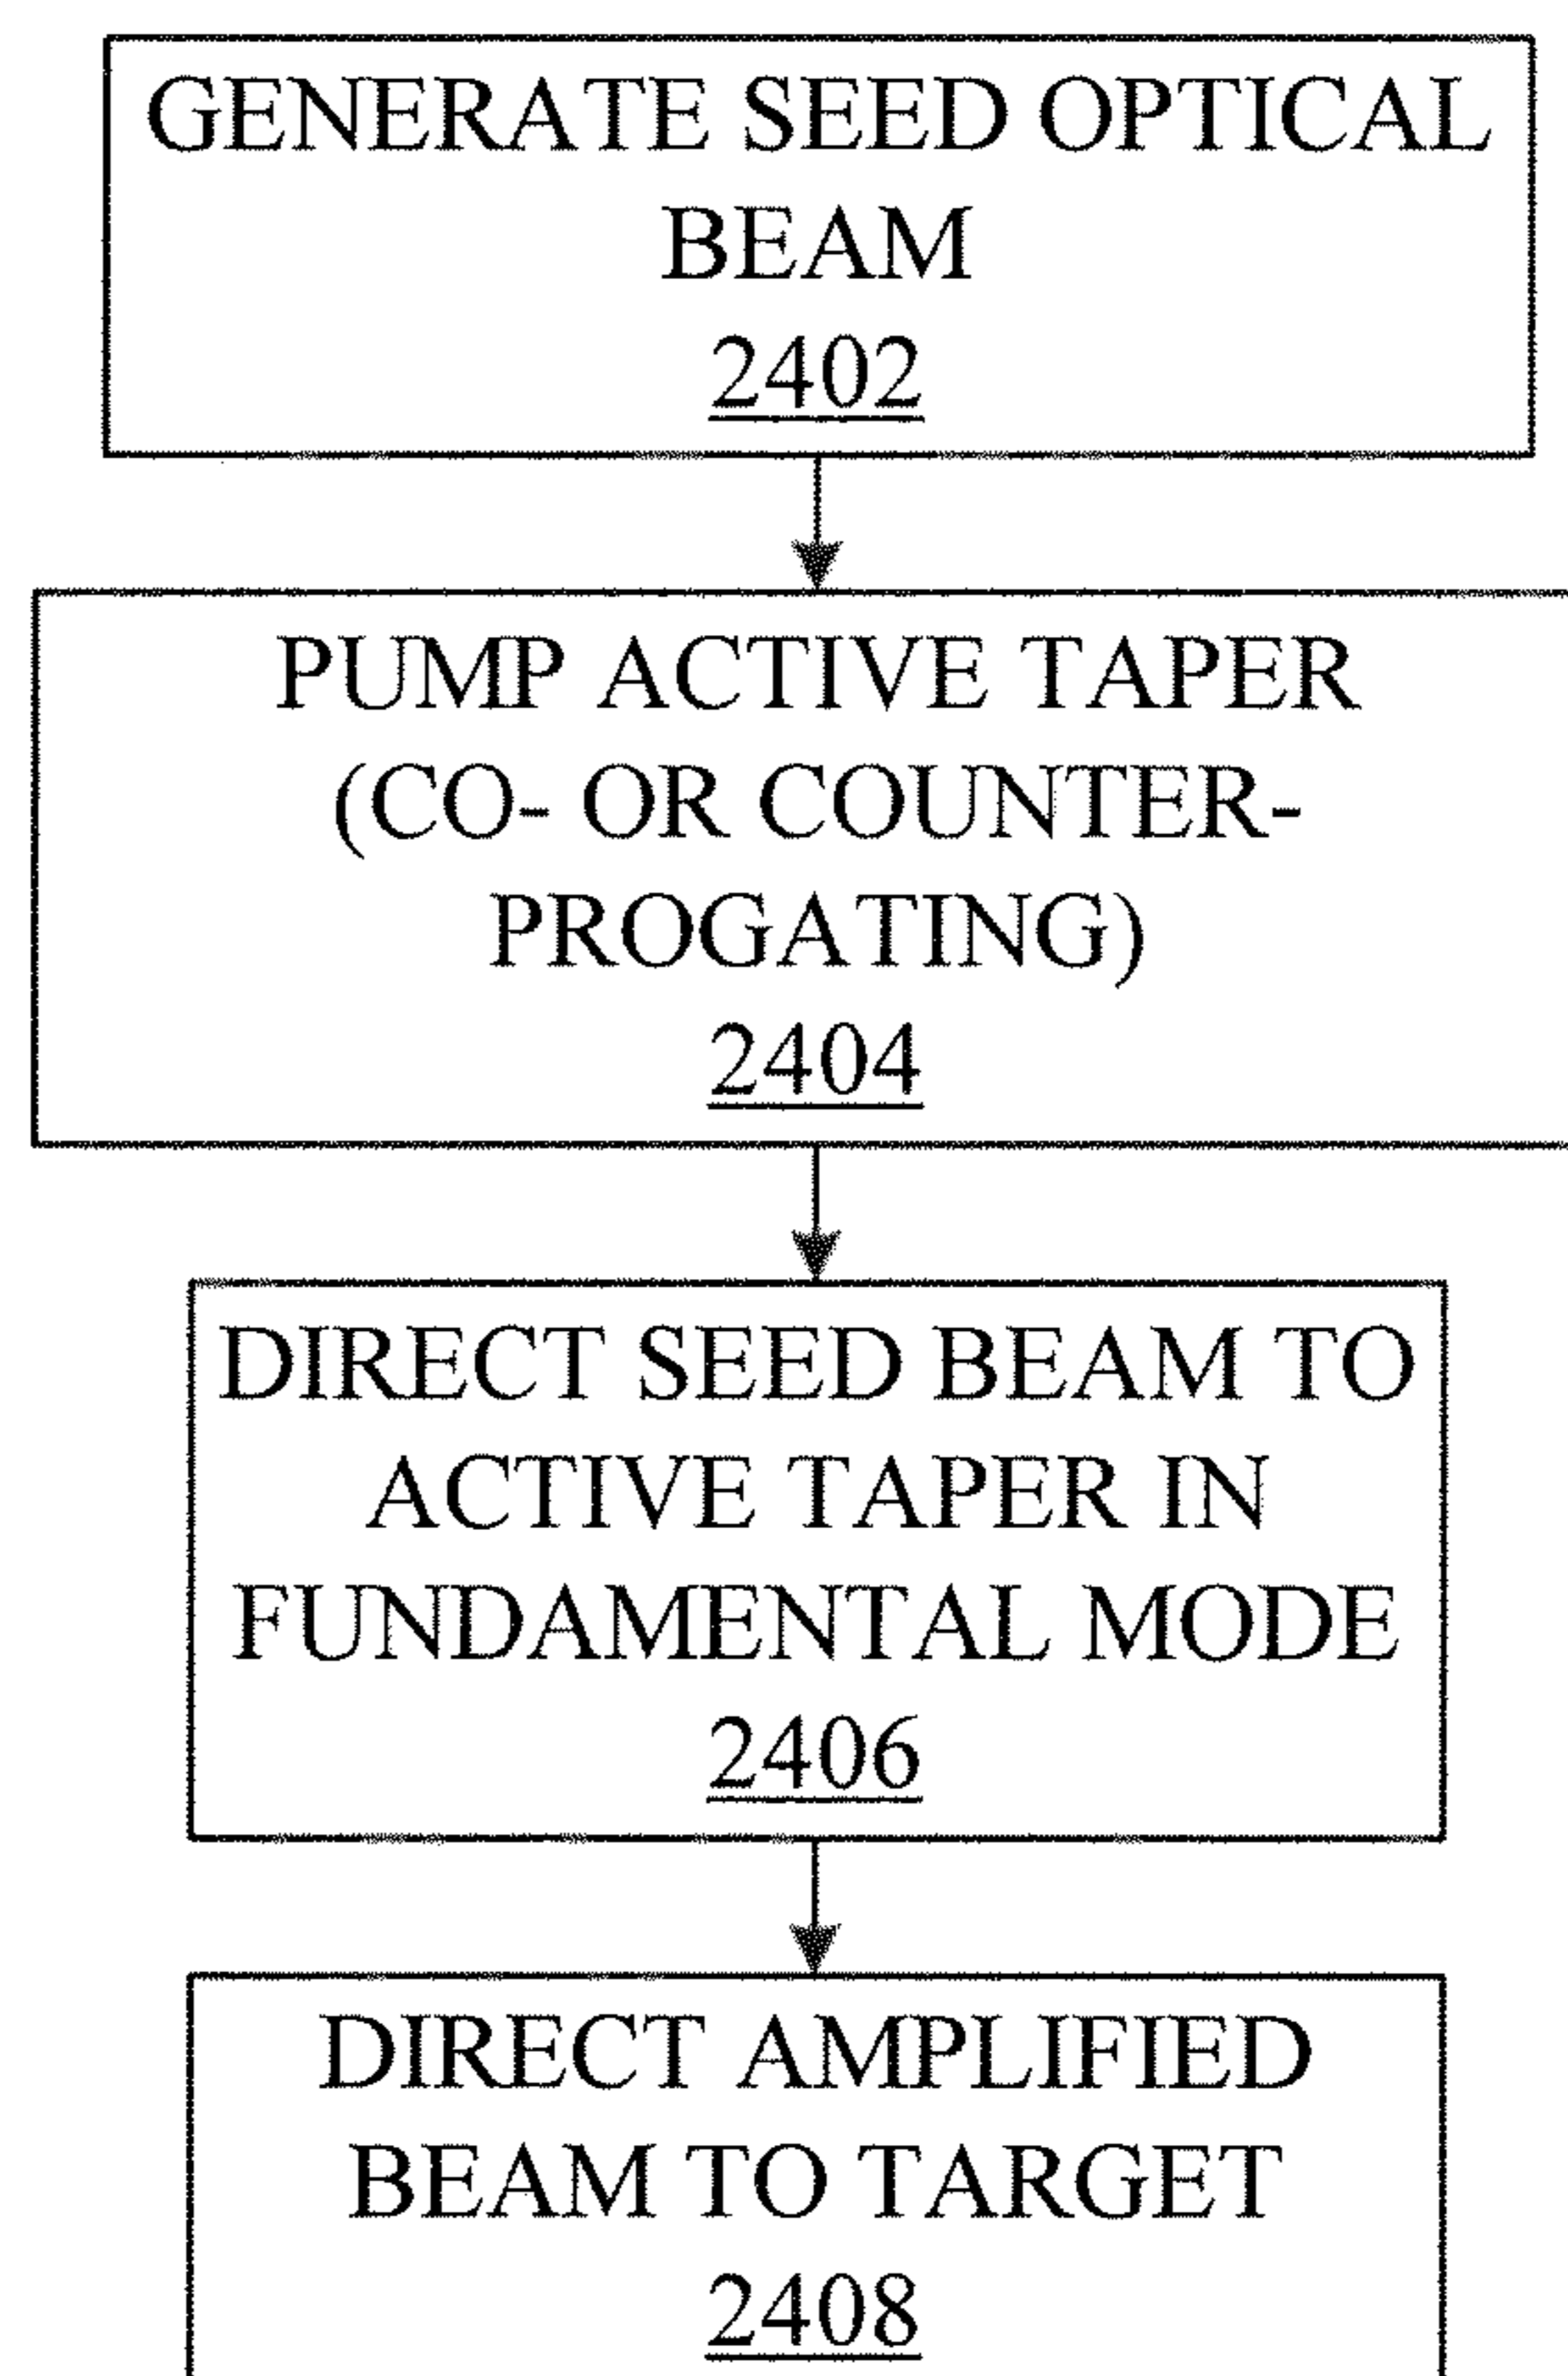 GENERATE SEED OPTICAL
BEAM
2402
PUMP ACTIVE TAPER
(CO- OR COUNTER-
PROGATING)
2404
DIRECT SEED BEAM TO
ACTIVE TAPER IN
FUNDAMENTAL MODE
2406
DIRECT AMPLIFIED
BEAM TO TARGET
2408